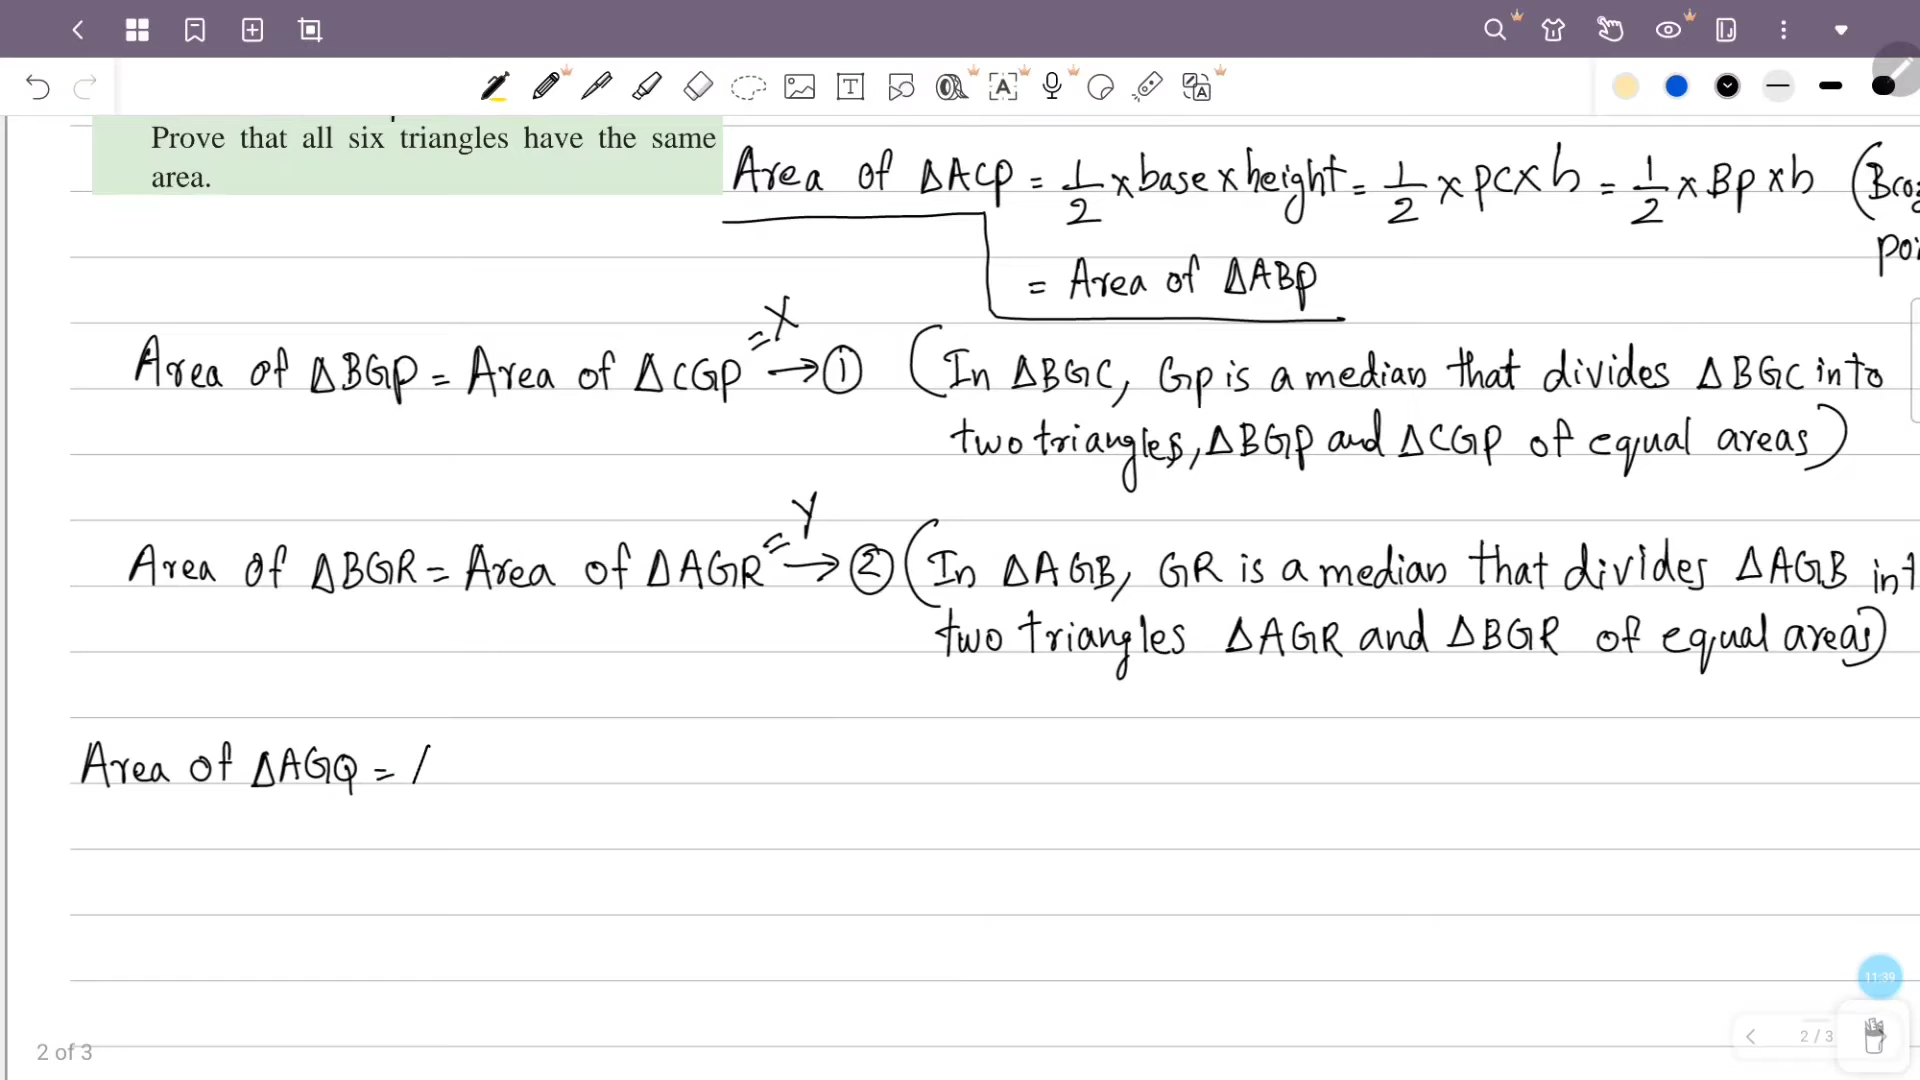 Prove that all six triangles have the same
area.
Area of ΔACP = 1/2 x base x height = 1/2 x PC x h = 1/2 x BP x h
= Area of ΔABP
= X
Area of ΔBGP = Area of ΔCGP → ① (In ΔBGC, GP is a median that divides ΔBGC into
two triangles, ΔBGP and ΔCGP of equal areas)
= Y
Area of ΔBGR = Area of ΔAGR → ② (In ΔAGB, GR is a median that divides ΔAGB int
two triangles ΔAGR and ΔBGR of equal areas)
Area of ΔAGQ = /
11:39
2 of 3
2 / 3